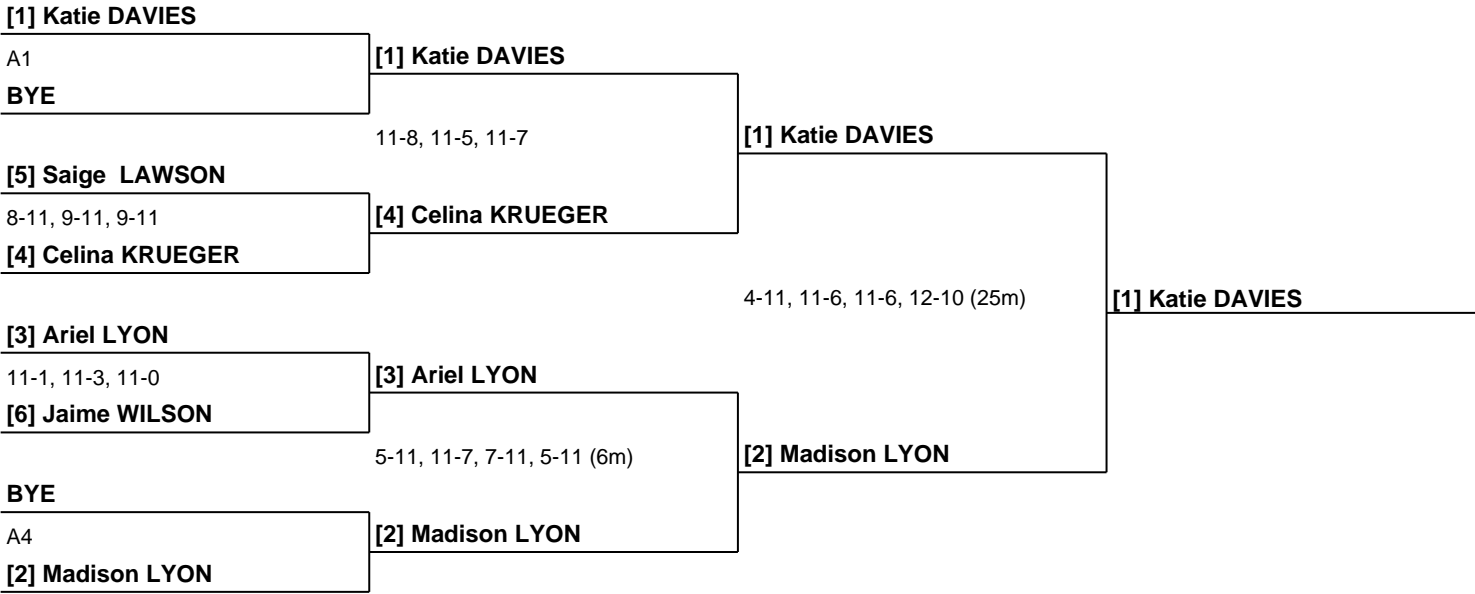 [1] Katie DAVIES
A1
BYE
[5] Saige  LAWSON
8-11, 9-11, 9-11
[4] Celina KRUEGER
[3] Ariel LYON
11-1, 11-3, 11-0
[6] Jaime WILSON
BYE
A4
[2] Madison LYON
[1] Katie DAVIES
11-8, 11-5, 11-7
[4] Celina KRUEGER
[3] Ariel LYON
5-11, 11-7, 7-11, 5-11 (6m)
[2] Madison LYON
[1] Katie DAVIES
4-11, 11-6, 11-6, 12-10 (25m)
[2] Madison LYON
[1] Katie DAVIES